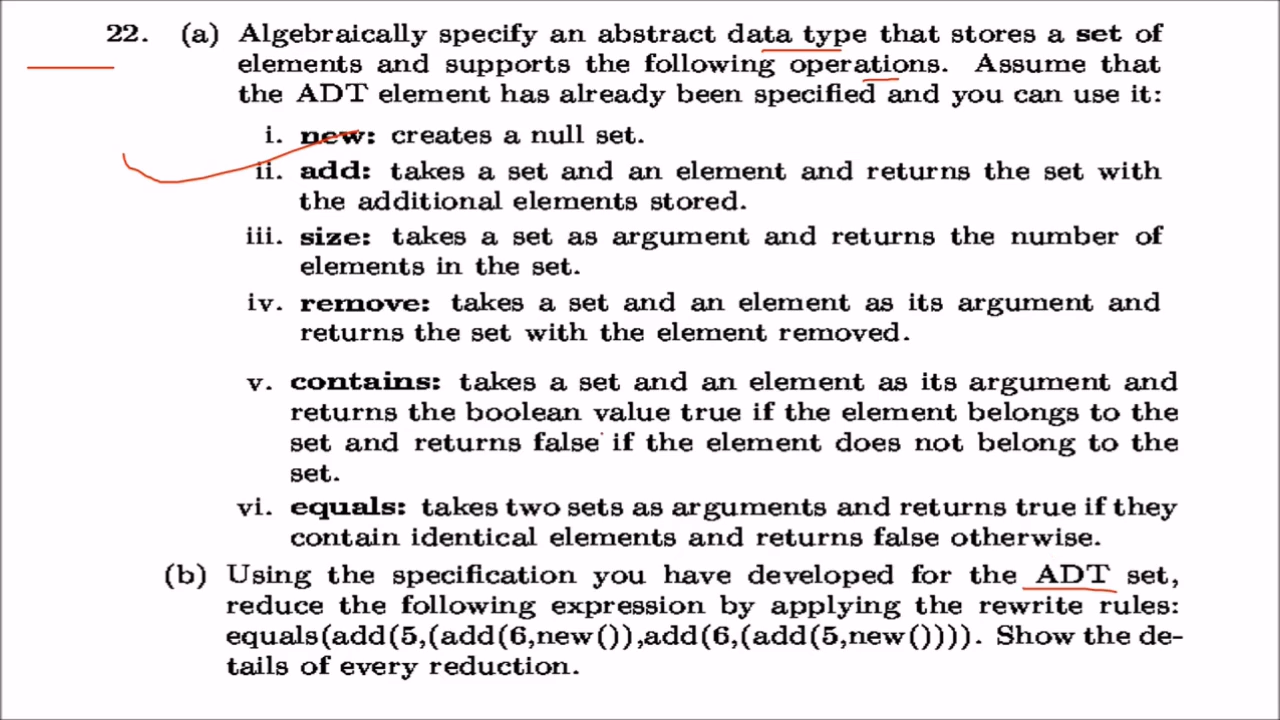 22. (a) Algebraically specify an abstract data type that stores a set of
elements and supports the following operations. Assume that
the ADT element has already been specified and you can use it:
i. new: creates a null set.
ii. add: takes a set and an element and returns the set with
the additional elements stored.
iii. size: takes a set as argument and returns the number of
elements in the set.
iv. remove: takes a set and an element as its argument and
returns the set with the element removed.
v. contains: takes a set and an element as its argument and
returns the boolean value true if the element belongs to the
set and returns false if the element does not belong to the
set.
vi. equals: takes two sets as arguments and returns true if they
contain identical elements and returns false otherwise.
(b) Using the specification you have developed for the ADT set,
reduce the following expression by applying the rewrite rules:
equals(add(5,(add(6,new()),add(6,(add(5,new()))). Show the de-
tails of every reduction.